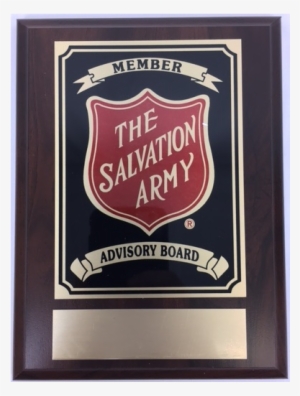 MEMBER
THE
SALVATION
ARMY
®
ADVISORY BOARD